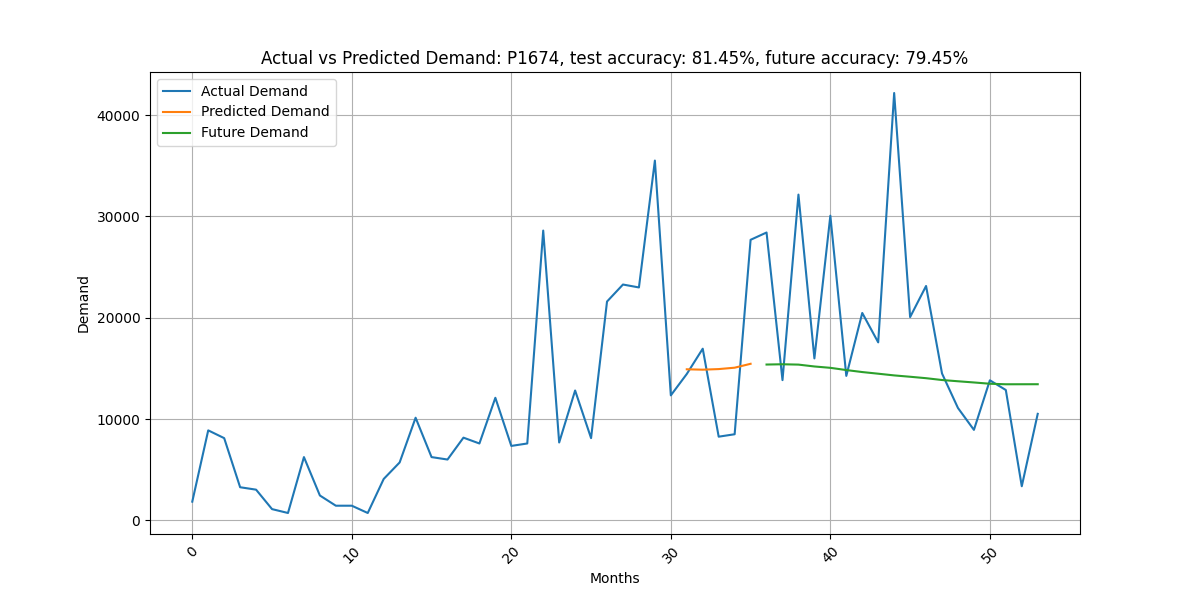 Actual vs Predicted Demand: P1674, test accuracy: 81.45%, future accuracy: 79.45%
Actual Demand
Predicted Demand
Future Demand
40000
30000
20000
10000
0
Demand
0
10
20
30
40
50
Months